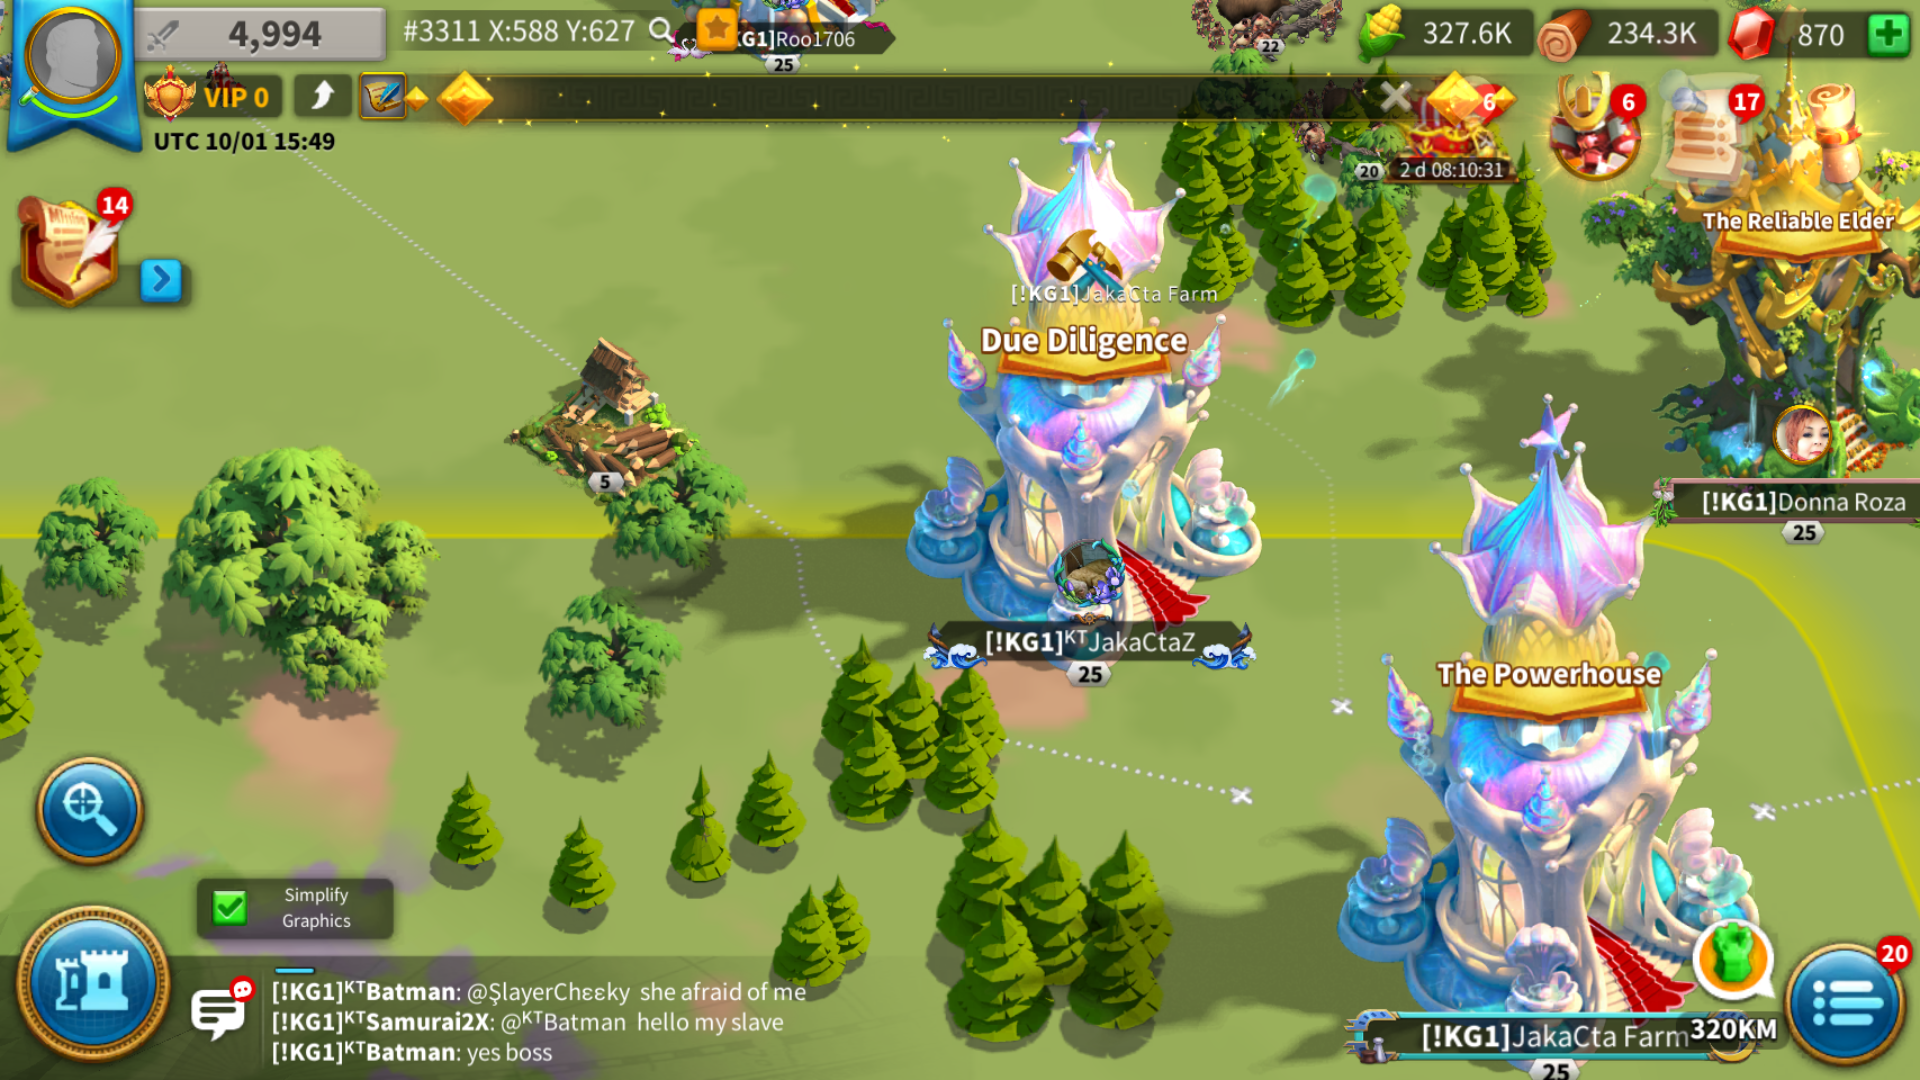 4,994
#3311 X:588 Y:627
[!KG1]Roo1706
25
22
327.6K
234.3K
870
VIP 0
UTC 10/01 15:49
6
6
17
20
2 d 08:10:31
Mission
14
The Reliable Elder
[!KG1]JakaCta Farm
Due Diligence
5
[!KG1]Donna Roza
25
[!KG1]ᴷᵀJakaCtaZ
25
The Powerhouse
Simplify
Graphics
[!KG1]ᴷᵀBatman: @ŞlayerChεεky she afraid of me
[!KG1]ᴷᵀSamurai2X: @ᴷᵀBatman hello my slave
[!KG1]ᴷᵀBatman: yes boss
20
[!KG1]JakaCta Farm
320KM
25